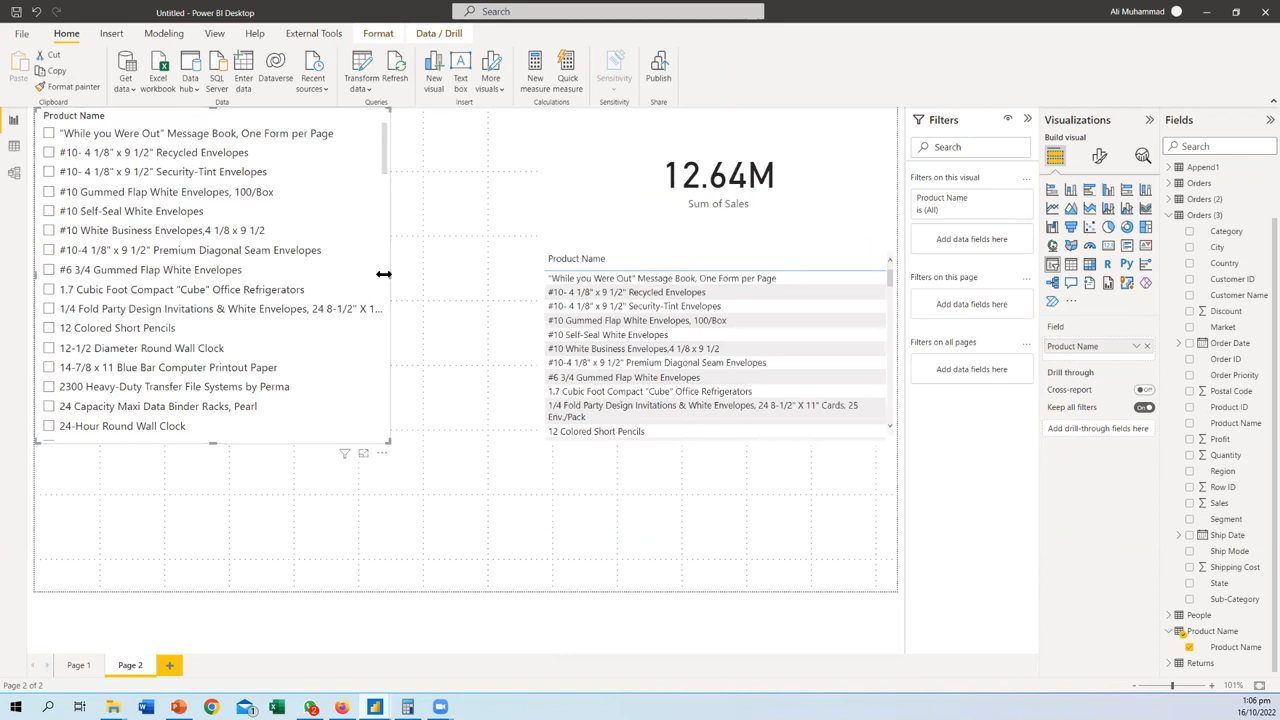 Untitled - Power BI Desktop
Search
Ali Muhammad
File
Home
Insert
Modeling
View
Help
External Tools
Format
Data / Drill
Paste
Cut
Copy
Format painter
Clipboard
Get data
Excel workbook
Data hub
SQL Server
Enter data
Dataverse
Recent sources
Data
Transform data
Refresh
Queries
New visual
Text box
More visuals
Insert
New measure
Quick measure
Calculations
Sensitivity
Sensitivity
Publish
Share
Product Name
"While you Were Out" Message Book, One Form per Page
#10- 4 1/8" x 9 1/2" Recycled Envelopes
#10- 4 1/8" x 9 1/2" Security-Tint Envelopes
#10 Gummed Flap White Envelopes, 100/Box
#10 Self-Seal White Envelopes
#10 White Business Envelopes,4 1/8 x 9 1/2
#10-4 1/8" x 9 1/2" Premium Diagonal Seam Envelopes
#6 3/4 Gummed Flap White Envelopes
1.7 Cubic Foot Compact "Cube" Office Refrigerators
1/4 Fold Party Design Invitations & White Envelopes, 24 8-1/2" X 1...
12 Colored Short Pencils
12-1/2 Diameter Round Wall Clock
14-7/8 x 11 Blue Bar Computer Printout Paper
2300 Heavy-Duty Transfer File Systems by Perma
24 Capacity Maxi Data Binder Racks, Pearl
24-Hour Round Wall Clock
12.64M
Sum of Sales
Product Name
"While you Were Out" Message Book, One Form per Page
#10- 4 1/8" x 9 1/2" Recycled Envelopes
#10- 4 1/8" x 9 1/2" Security-Tint Envelopes
#10 Gummed Flap White Envelopes, 100/Box
#10 Self-Seal White Envelopes
#10 White Business Envelopes,4 1/8 x 9 1/2
#10-4 1/8" x 9 1/2" Premium Diagonal Seam Envelopes
#6 3/4 Gummed Flap White Envelopes
1.7 Cubic Foot Compact "Cube" Office Refrigerators
1/4 Fold Party Design Invitations & White Envelopes, 24 8-1/2" X 11" Cards, 25
Env./Pack
12 Colored Short Pencils
Filters
Search
Filters on this visual
Product Name
is (All)
Add data fields here
Filters on this page
Add data fields here
Filters on all pages
Add data fields here
Visualizations
Build visual
R
Py
123
Field
Product Name
Drill through
Cross-report
Off
Keep all filters
On
Add drill-through fields here
Fields
Search
Append1
Orders
Orders (2)
Orders (3)
Category
City
Country
Customer ID
Customer Name
Discount
Market
Order Date
Order ID
Order Priority
Postal Code
Product ID
Product Name
Profit
Quantity
Region
Row ID
Sales
Segment
Ship Date
Ship Mode
Shipping Cost
State
Sub-Category
People
Product Name
Product Name
Returns
Page 1
Page 2
Page 2 of 2
101%
1:06 pm
16/10/2022